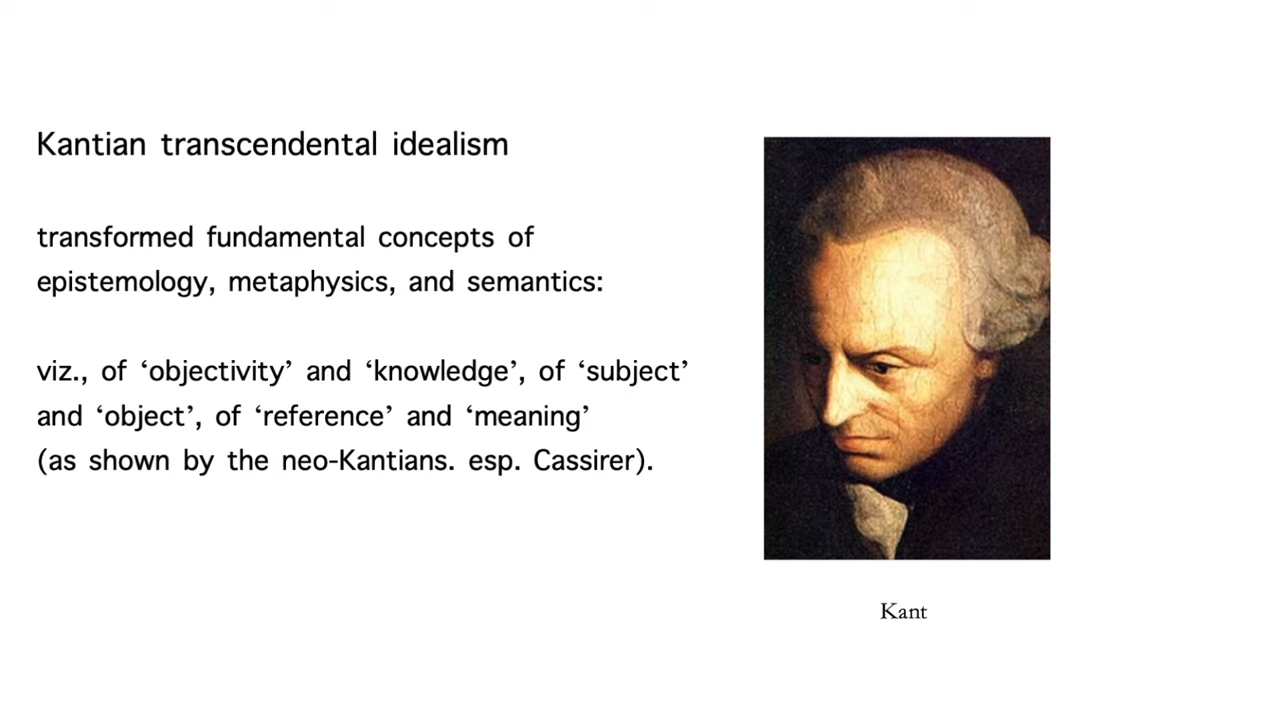 Kantian transcendental idealism
transformed fundamental concepts of
epistemology, metaphysics, and semantics:
viz., of ‘objectivity’ and ‘knowledge’, of ‘subject’
and ‘object’, of ‘reference’ and ‘meaning’
(as shown by the neo-Kantians. esp. Cassirer).
Kant